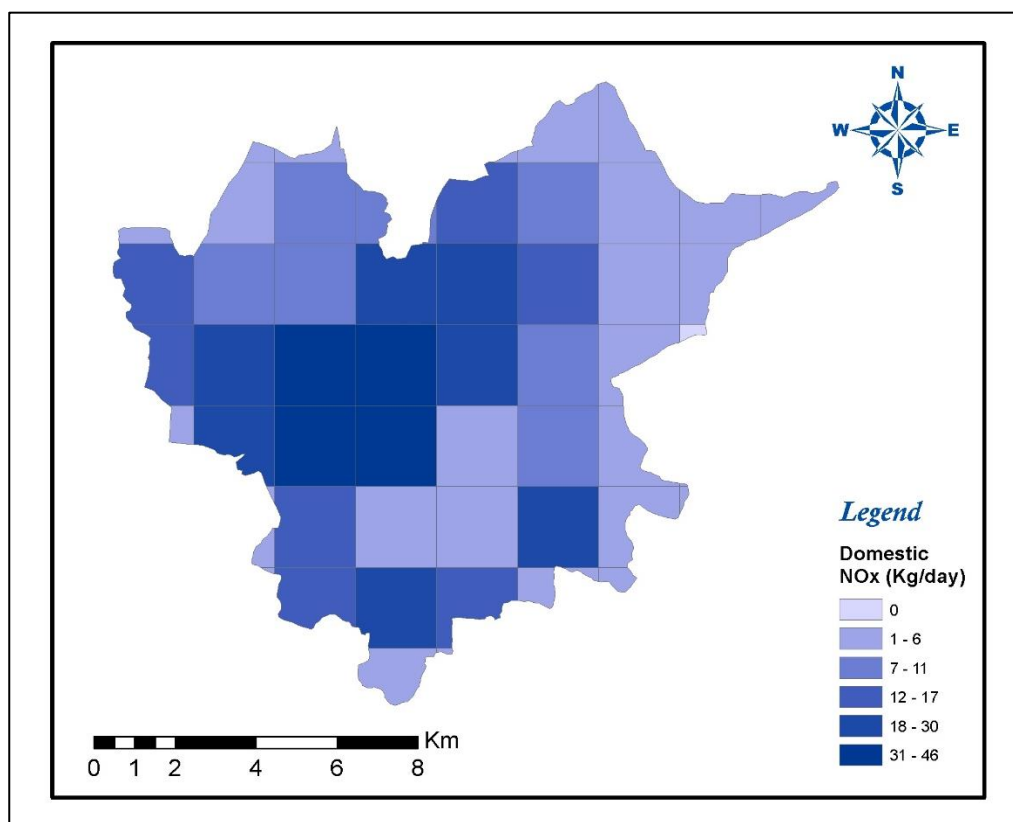 N
W E
S
Legend
Domestic
NOx (Kg/day)
0
1 - 6
7 - 11
12 - 17
18 - 30
31 - 46
Km
0 1 2 4 6 8